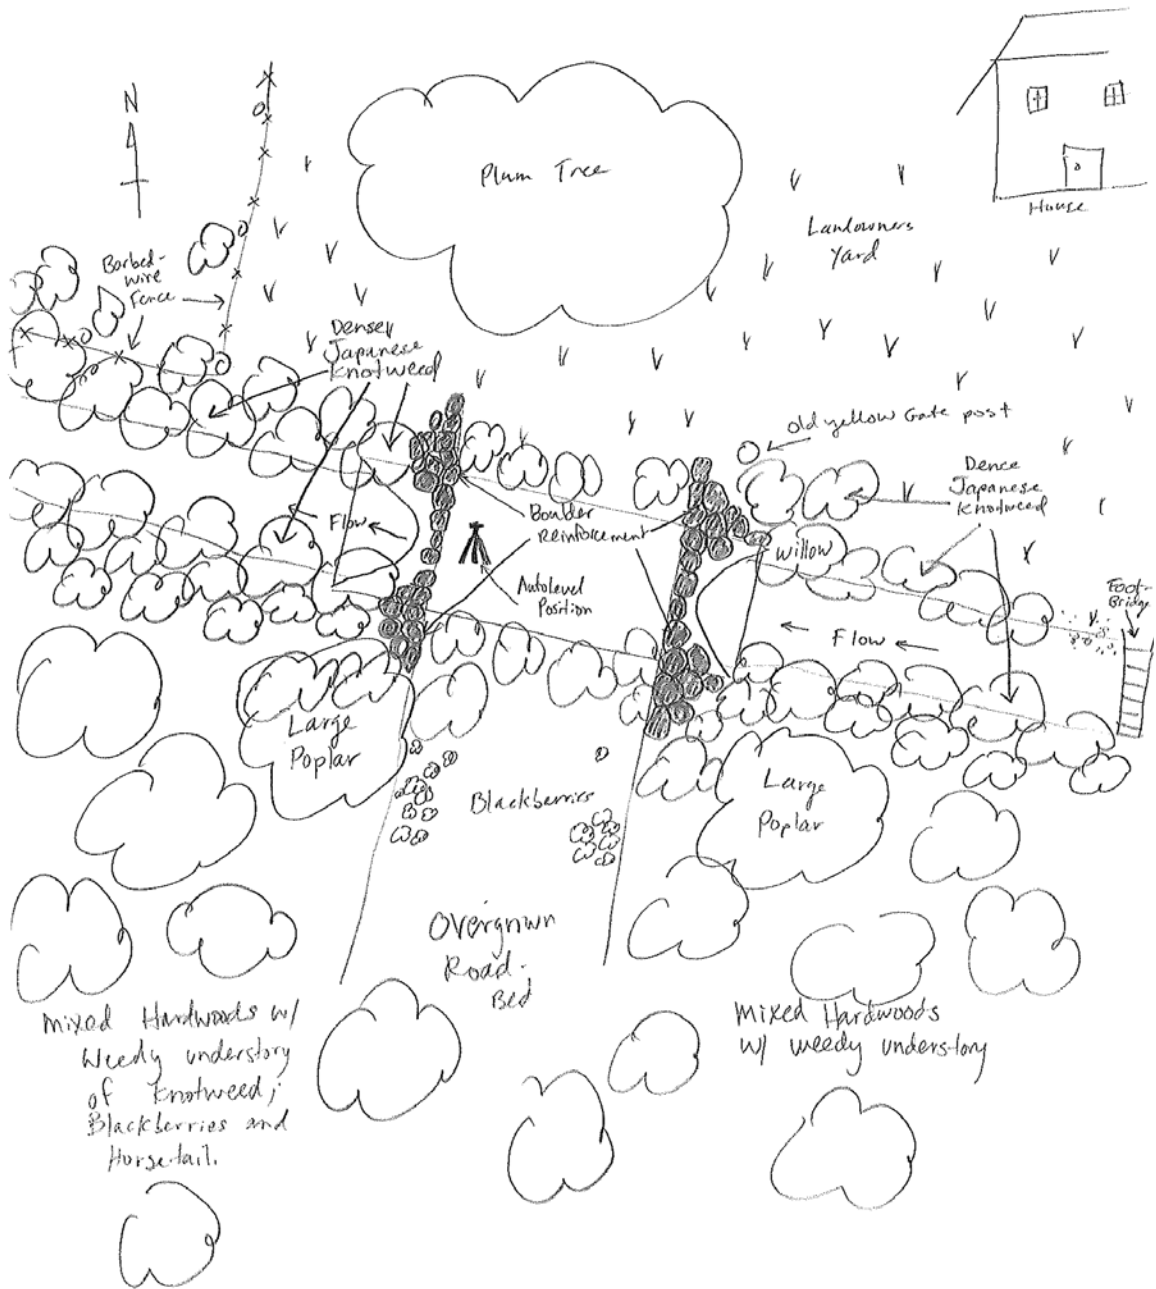 N
Plum Tree
House
Landowners
Yard
Barbed-
wire
Fence
Densely
Japanese
Knotweed
old yellow Gate post
Dence
Japanese
Knotweed
Flow
Boulder
Reinforcement
Willow
AutoLevel
Position
Foot-
Bridge
Flow
Large
Poplar
Blackberries
Large
Poplar
Overgrown
Road-
Bed
Mixed Hardwoods w/
Weedy understory
of Knotweed;
Blackberries and
Horsetail.
Mixed Hardwoods
w/ weedy understory